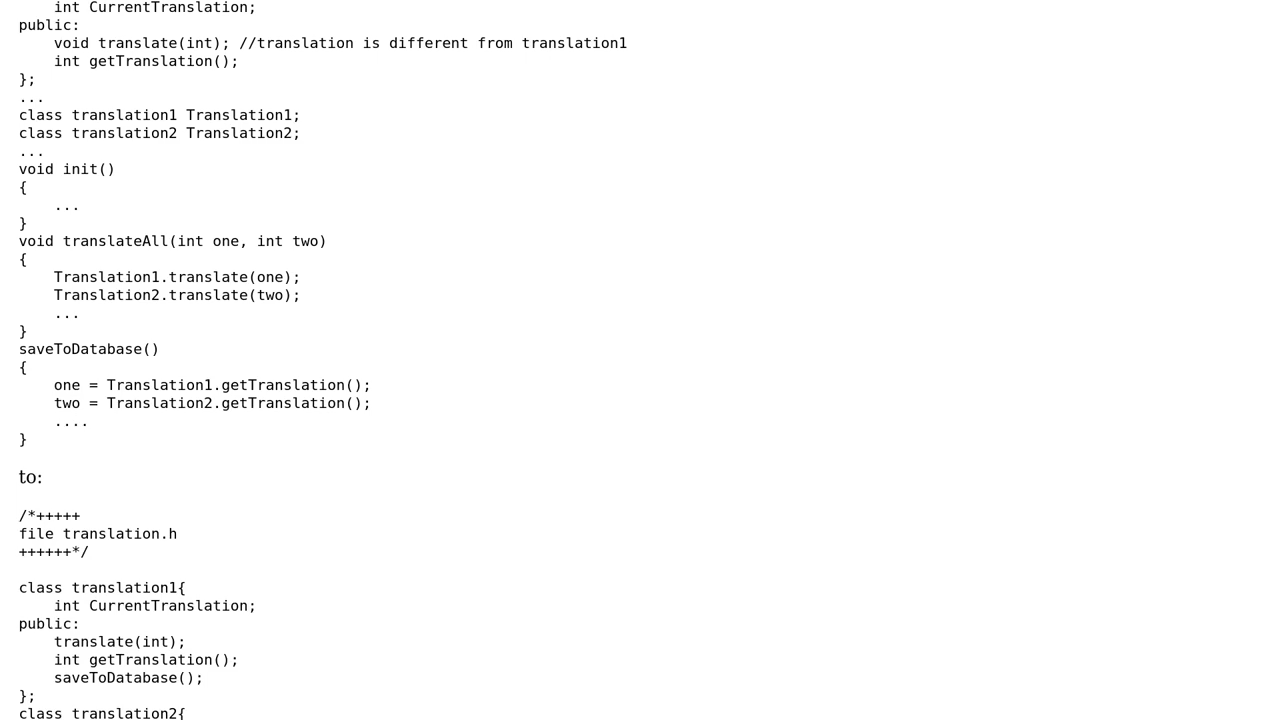 int CurrentTranslation;
public:
    void translate(int); //translation is different from translation1
    int getTranslation();
};
...
class translation1 Translation1;
class translation2 Translation2;
...
void init()
{
    ...
}
void translateAll(int one, int two)
{
    Translation1.translate(one);
    Translation2.translate(two);
    ...
}
saveToDatabase()
{
    one = Translation1.getTranslation();
    two = Translation2.getTranslation();
    ....
}
to:
/*+++++
file translation.h
++++++*/
class translation1{
    int CurrentTranslation;
public:
    translate(int);
    int getTranslation();
    saveToDatabase();
};
class translation2{